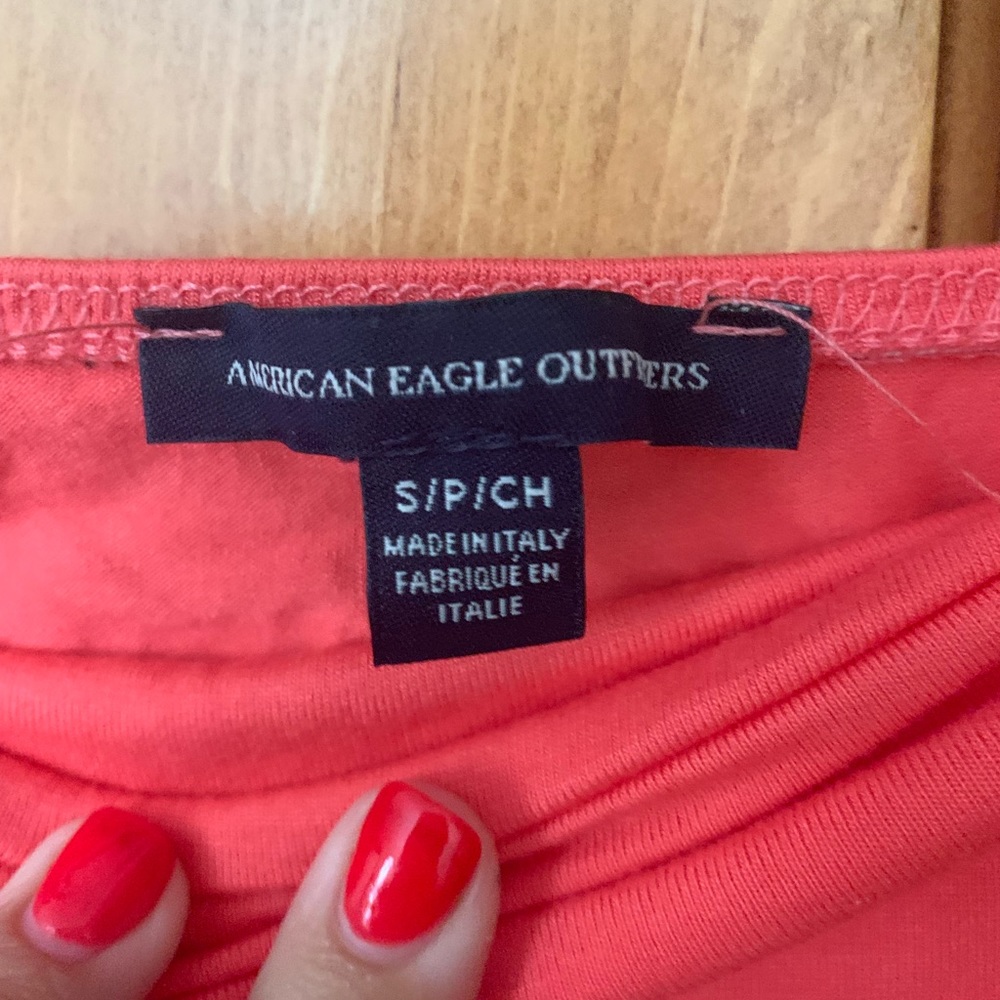 AMERICAN EAGLE OUTFITTERS
S/P/CH
MADE IN ITALY
FABRIQUÉ EN
ITALIE